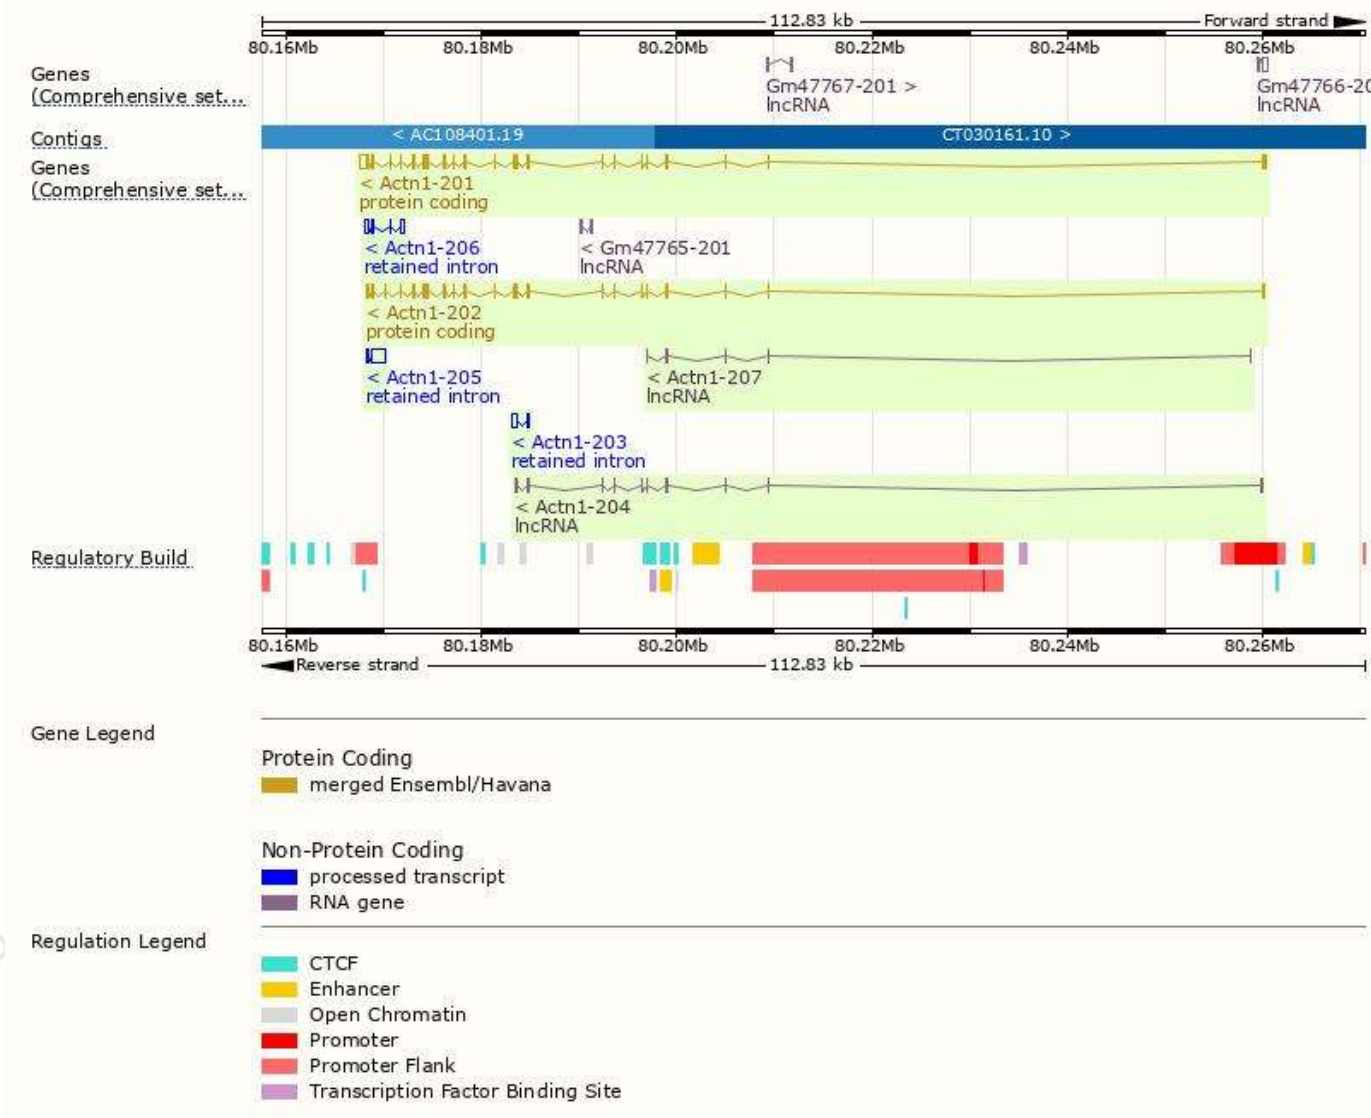 112.83 kb Forward strand
80.16Mb 80.18Mb 80.20Mb 80.22Mb 80.24Mb 80.26Mb
Genes
(Comprehensive set...
Gm47767-201 > Gm47766-20
lncRNA lncRNA
Contigs < AC108401.19 CT030161.10 >
Genes
(Comprehensive set...
< Actn1-201
protein coding
< Actn1-206 < Gm47765-201
retained intron lncRNA
< Actn1-202
protein coding
< Actn1-205 < Actn1-207
retained intron lncRNA
< Actn1-203
retained intron
< Actn1-204
lncRNA
Regulatory Build
80.16Mb 80.18Mb 80.20Mb 80.22Mb 80.24Mb 80.26Mb
Reverse strand 112.83 kb
Gene Legend
Protein Coding
merged Ensembl/Havana
Non-Protein Coding
processed transcript
RNA gene
Regulation Legend
CTCF
Enhancer
Open Chromatin
Promoter
Promoter Flank
Transcription Factor Binding Site